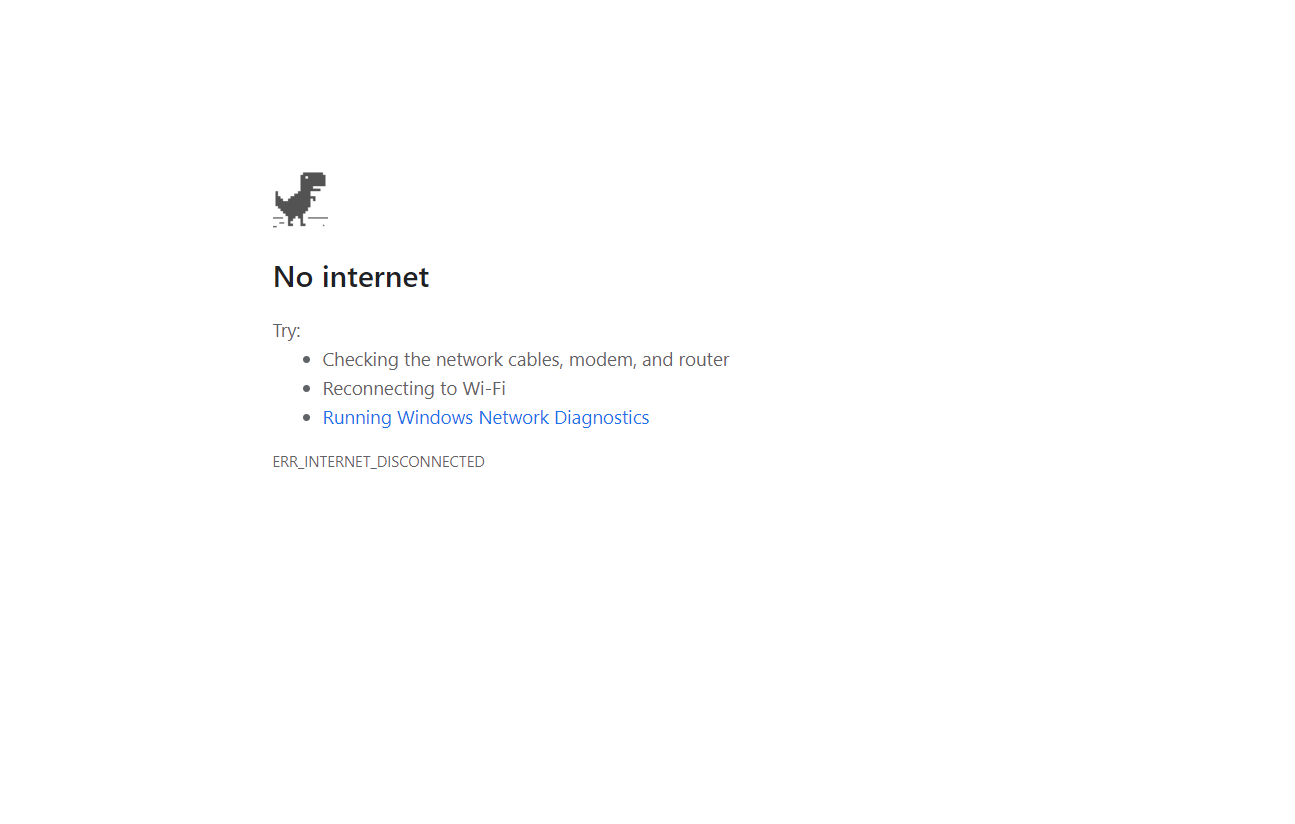 No internet
Try:
Checking the network cables, modem, and router
Reconnecting to Wi-Fi
Running Windows Network Diagnostics
ERR_INTERNET_DISCONNECTED